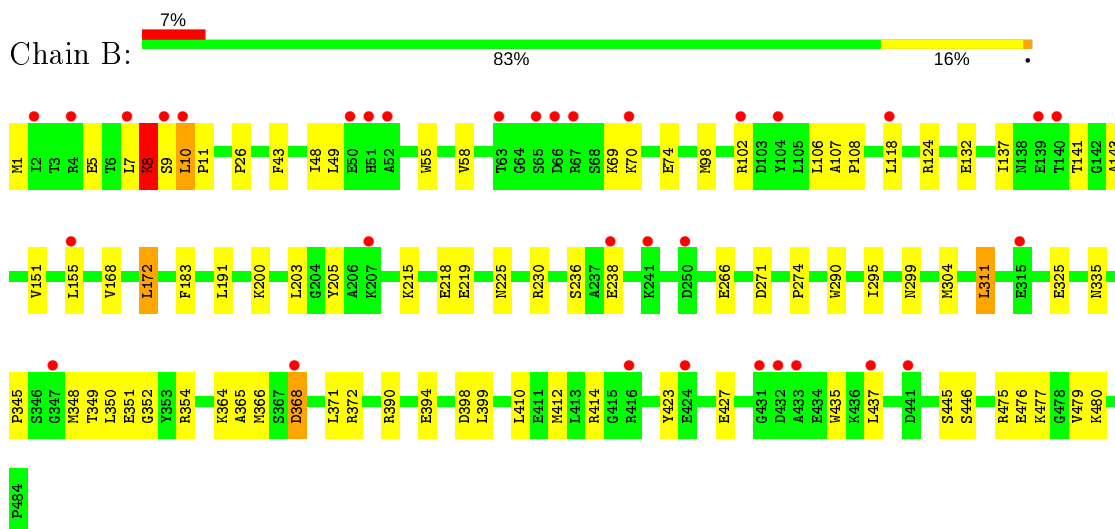 7%
Chain B:
83% 16% •
M1 I2 T3 R4 E5 T6 L7 K8 S9 L10 P11 P26 F43 I48 L49 E50 H51 A52 W55 V58 T63 G64 S65 D66 R67 S68 K69 K70 E74 M98 R102 D103 Y104 L105 L106 A107 P108 L118 R124 E132 I137 N138 E139 T140 T141 G142 A143
V151 L155 V168 L172 F183 L191 K200 L203 G204 Y205 A206 K207 K215 E218 E219 N225 R230 S236 A237 E238 K241 D250 E266 D271 P274 W290 I295 N299 M304 L311 E315 E325 N335
P345 S346 G347 M348 T349 L350 E351 G352 Y353 R354 K364 A365 M366 S367 D368 L371 R372 R390 E394 D398 L399 L410 E411 M412 L413 R414 G415 R416 Y423 E424 E427 G431 D432 A433 E434 W435 K436 L437 D441 S445 S446 R475 E476 K477 G478 V479 K480
P484